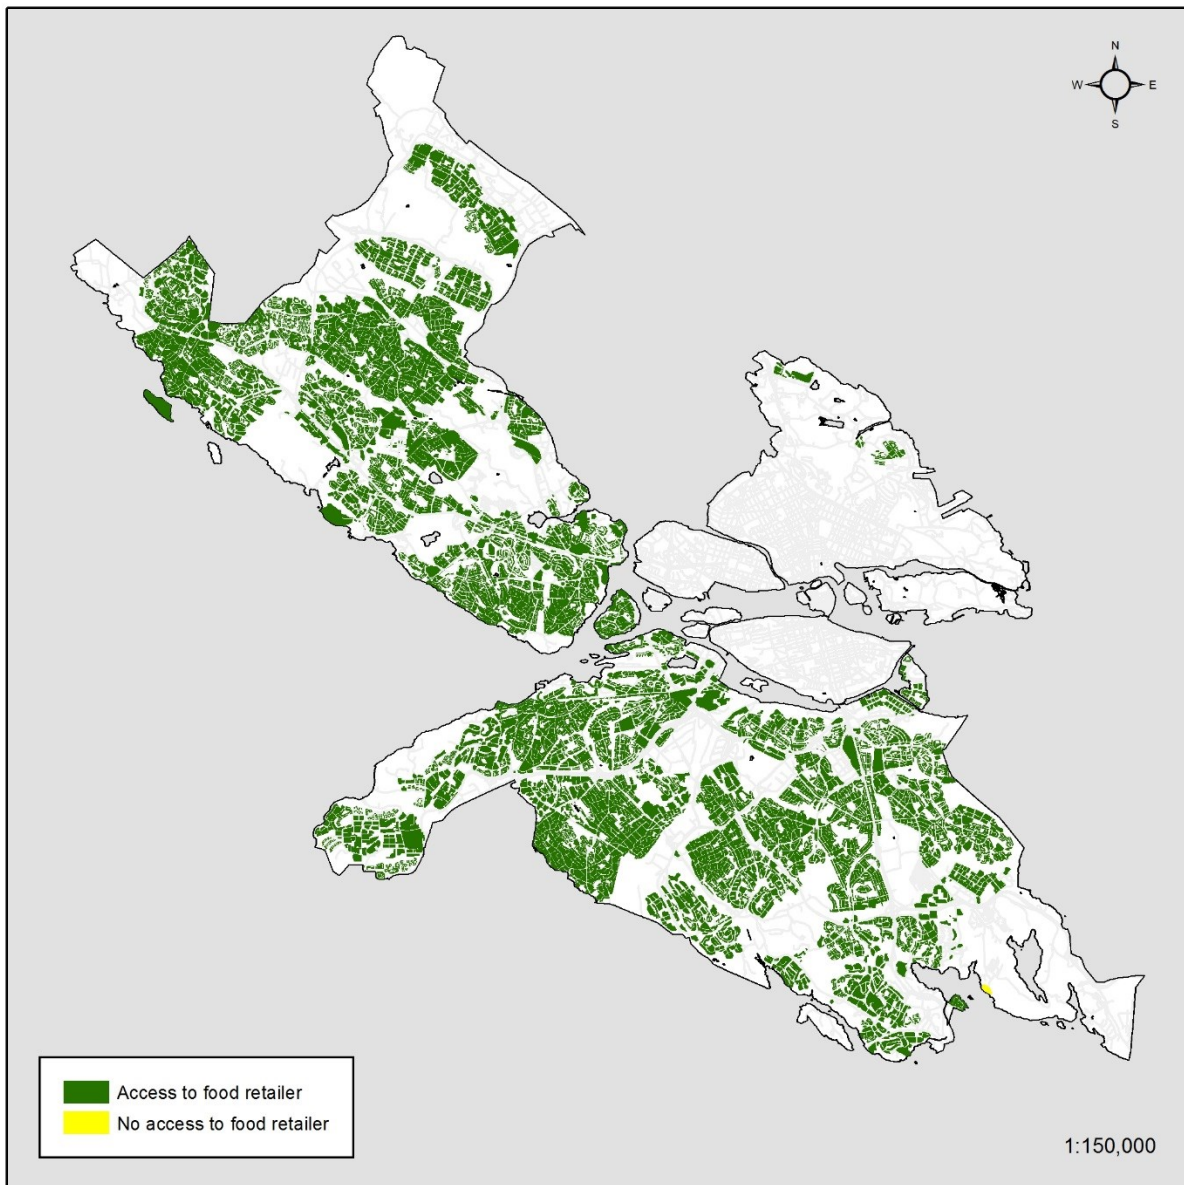 N
W E
S
Access to food retailer
No access to food retailer
1:150,000